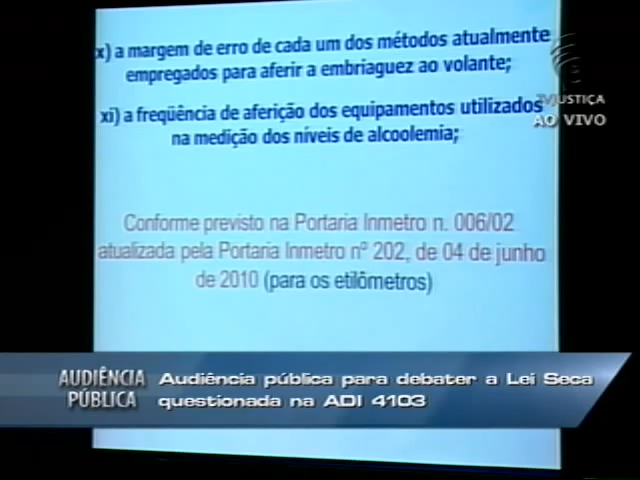 x) a margem de erro de cada um dos métodos atualmente
empregados para aferir a embriaguez ao volante;
xi) a freqüência de aferição dos equipamentos utilizados
na medição dos níveis de alcoolemia;
TV JUSTIÇA
AO VIVO
Conforme previsto na Portaria Inmetro n. 006/02
atualizada pela Portaria Inmetro nº 202, de 04 de junho
de 2010 (para os etilômetros)
AUDIÊNCIA
PÚBLICA
Audiência pública para debater a Lei Seca
questionada na ADI 4103